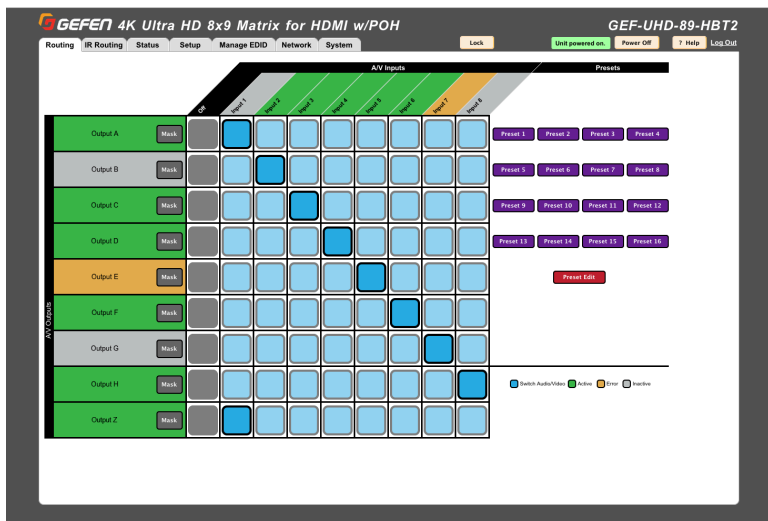 GEFEN 4K Ultra HD 8x9 Matrix for HDMI w/POH
GEF-UHD-89-HBT2
Routing IR Routing Status Setup Manage EDID Network System
Lock
Unit powered on. Power Off ? Help Log Out
A/V Inputs
Presets
Off Input 1 Input 2 Input 3 Input 4 Input 5 Input 6 Input 7 Input 8
A/V Outputs
Output A Mask
Preset 1 Preset 2 Preset 3 Preset 4
Output B Mask
Preset 5 Preset 6 Preset 7 Preset 8
Output C Mask
Preset 9 Preset 10 Preset 11 Preset 12
Output D Mask
Preset 13 Preset 14 Preset 15 Preset 16
Output E Mask
Preset Edit
Output F Mask
Output G Mask
Output H Mask
Switch Audio/Video Active Error Inactive
Output Z Mask